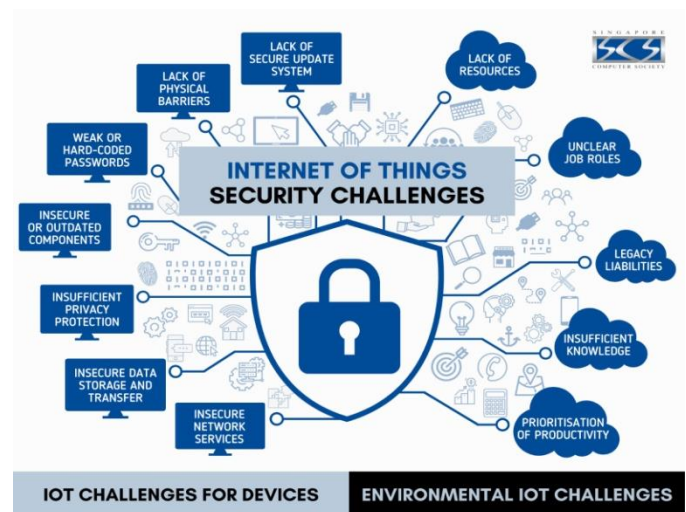 SINGAPORE
SCS
COMPUTER SOCIETY
LACK OF
SECURE UPDATE
SYSTEM
LACK OF
RESOURCES
LACK OF
PHYSICAL
BARRIERS
WEAK OR
HARD-CODED
PASSWORDS
UNCLEAR
JOB ROLES
INTERNET OF THINGS
SECURITY CHALLENGES
INSECURE
OR OUTDATED
COMPONENTS
LEGACY
LIABILITIES
INSUFFICIENT
PRIVACY
PROTECTION
INSUFFICIENT
KNOWLEDGE
INSECURE DATA
STORAGE AND
TRANSFER
INSECURE
NETWORK
SERVICES
PRIORITISATION
OF PRODUCTIVITY
IOT CHALLENGES FOR DEVICES
ENVIRONMENTAL IOT CHALLENGES